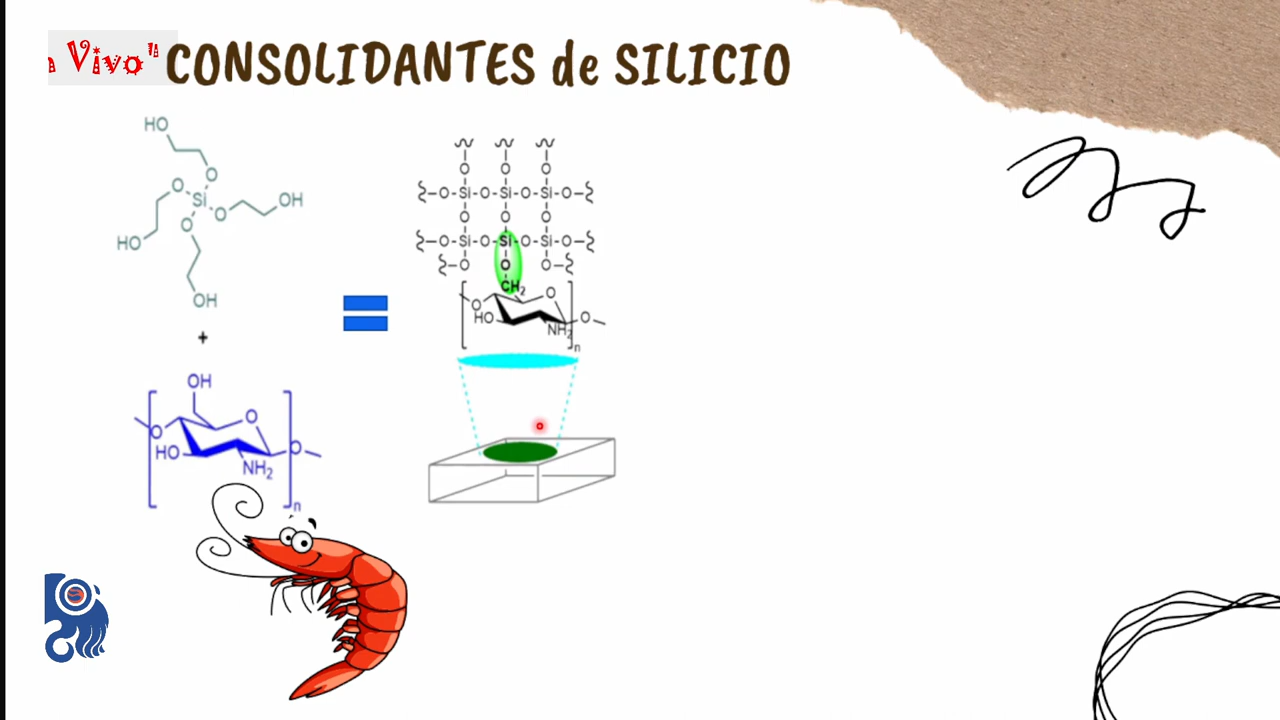 Vivo"
CONSOLIDANTES de SILICIO
HO
O
O
Si
OH
O
O
HO
OH
+
OH
O
O
HO
NH2
O
n
O O O
O-Si-O-Si-O-Si-O
O O O
O-Si-O-Si-O-Si-O
O O O
CH2
O
O
HO
NH2
O
n